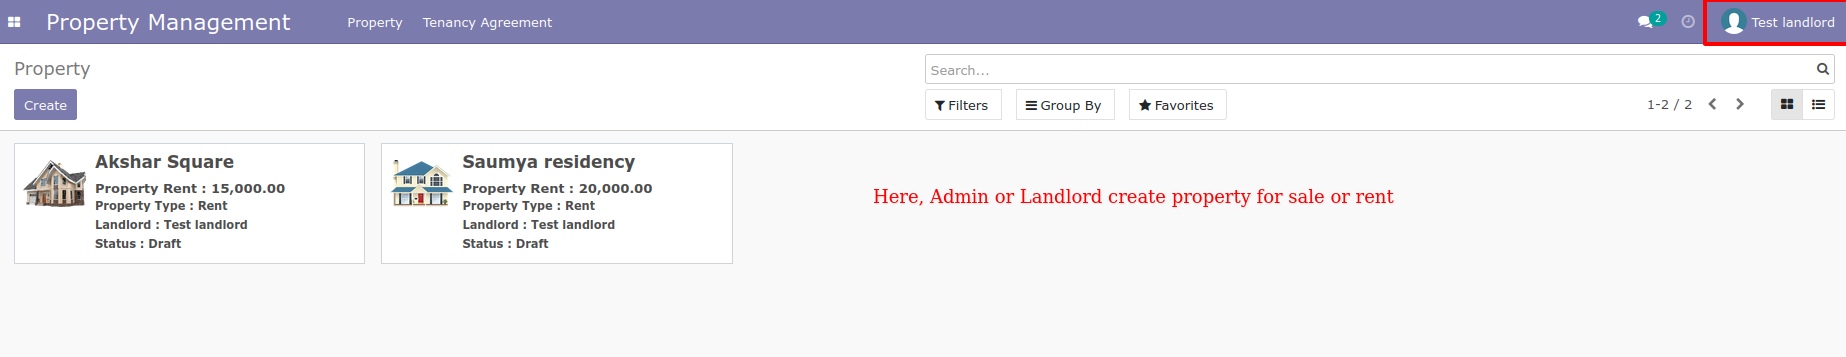 Property Management Property Tenancy Agreement 2 Test landlord
Property
Search...
Create
Filters Group By Favorites 1-2 / 2
Akshar Square
Property Rent : 15,000.00
Property Type : Rent
Landlord : Test landlord
Status : Draft
Saumya residency
Property Rent : 20,000.00
Property Type : Rent
Landlord : Test landlord
Status : Draft
Here, Admin or Landlord create property for sale or rent